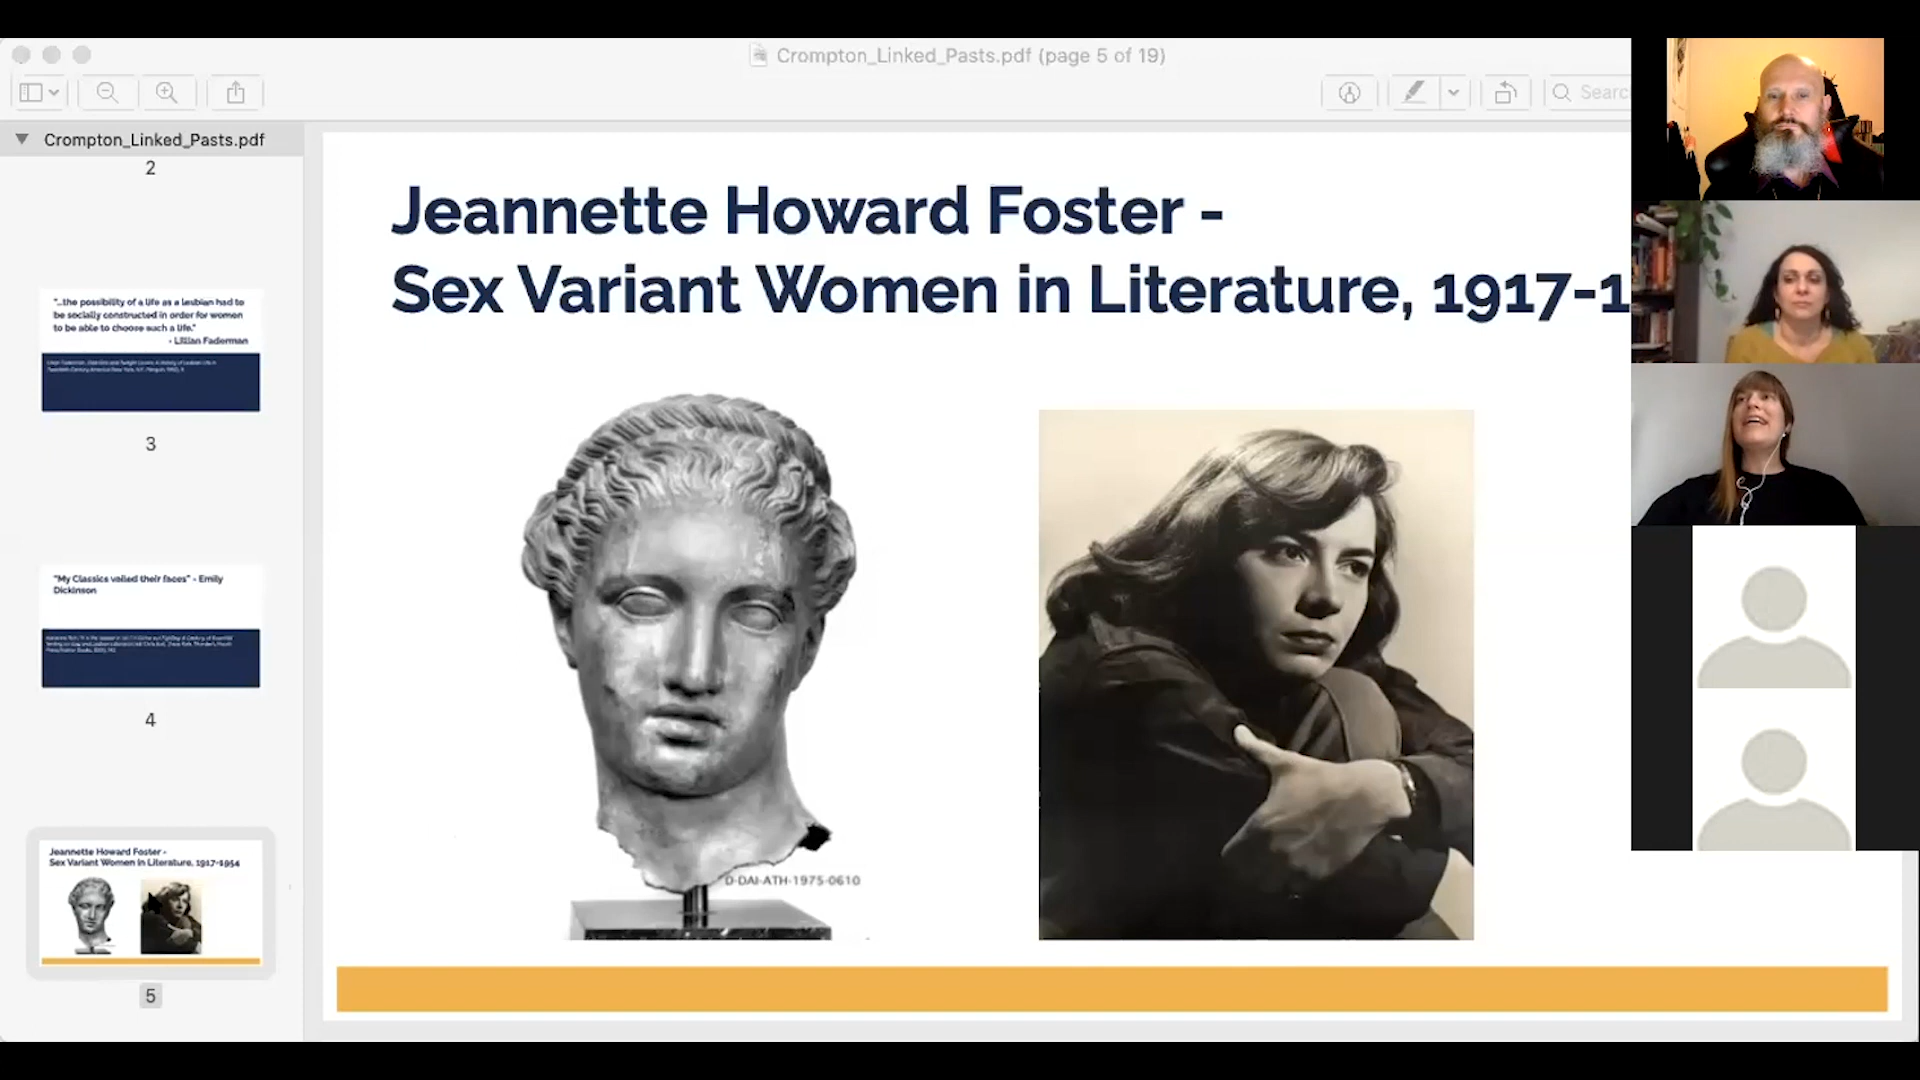 Crompton_Linked_Pasts.pdf (page 5 of 19)
Searc
Crompton_Linked_Pasts.pdf
2
"...the possibility of a life as a lesbian had to
be socially constructed in order for women
to be able to choose such a life."
- Lillian Faderman
3
"My Classics vailed their faces" - Emily
Dickinson
4
Jeannette Howard Foster -
Sex Variant Women in Literature, 1917-1954
5
Jeannette Howard Foster -
Sex Variant Women in Literature, 1917-1
D-DAI-ATH-1975-0610